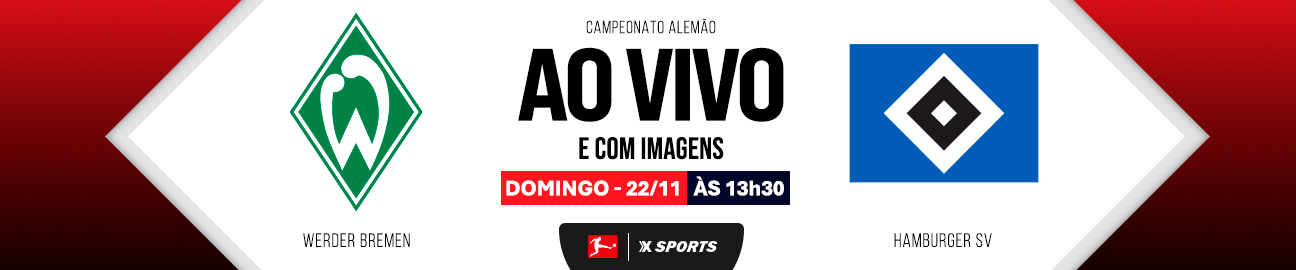 CAMPEONATO ALEMÃO
AO VIVO
E COM IMAGENS
DOMINGO - 22/11 ÀS 13h30
WERDER BREMEN
HAMBURGER SV
X SPORTS